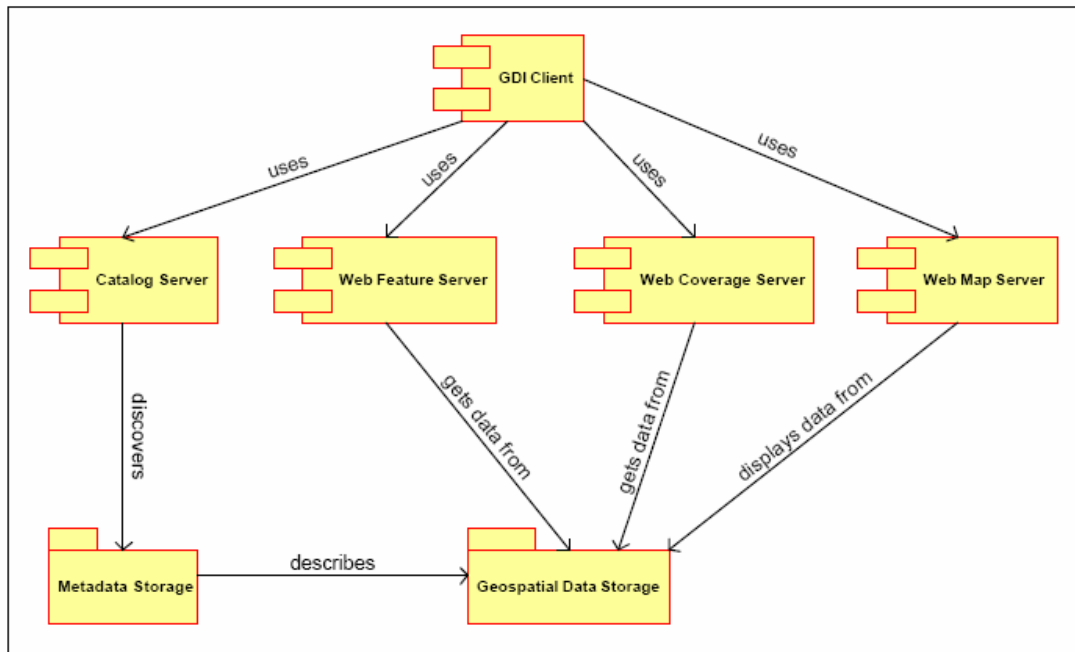 GDI Client
uses
uses
uses
uses
Catalog Server
Web Feature Server
Web Coverage Server
Web Map Server
discovers
gets data from
gets data from
displays data from
Metadata Storage
describes
Geospatial Data Storage